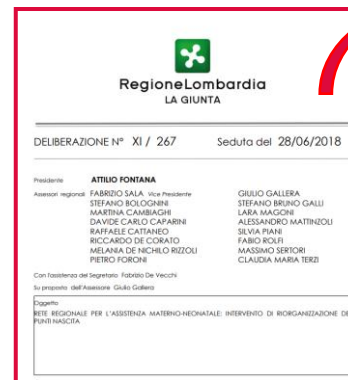 RegioneLombardia
LA GIUNTA
DELIBERAZIONE N° XI / 267 Seduta del 28/06/2018
Presidente ATTILIO FONTANA
Assessori regionali FABRIZIO SALA Vice Presidente GIULIO GALLERA
STEFANO BOLOGNINI STEFANO BRUNO GALLI
MARTINA CAMBIAGHI LARA MAGONI
DAVIDE CARLO CAPARINI ALESSANDRO MATTINZOLI
RAFFAELE CATTANEO SILVIA PIANI
RICCARDO DE CORATO FABIO ROLFI
MELANIA DE NICHILO RIZZOLI MASSIMO SERTORI
PIETRO FORONI CLAUDIA MARIA TERZI
Con l'assistenza del Segretario Fabrizio De Vecchi
Su proposta dell'Assessore Giulio Gallera
Oggetto
RETE REGIONALE PER L'ASSISTENZA MATERNO-NEONATALE: INTERVENTO DI RIORGANIZZAZIONE DE
PUNTI NASCITA